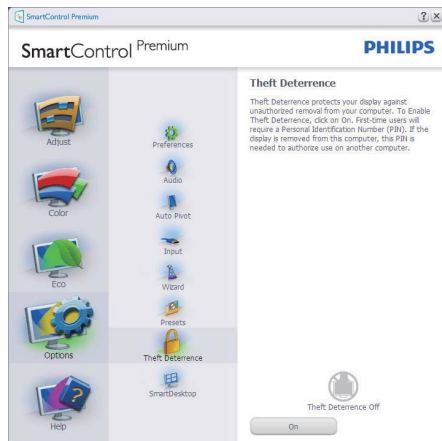 SmartControl Premium
SmartControl Premium
PHILIPS
Adjust
Color
Eco
Options
Help
Preferences
Audio
Auto Pivot
Input
Wizard
Presets
Theft Deterrence
SmartDesktop
Theft Deterrence
Theft Deterrence protects your display against
unauthorized removal from your computer. To Enable
Theft Deterrence, click on On. First-time users will
require a Personal Identification Number (PIN). If the
display is removed from this computer, this PIN is
needed to authorize use on another computer.
Theft Deterrence Off
On